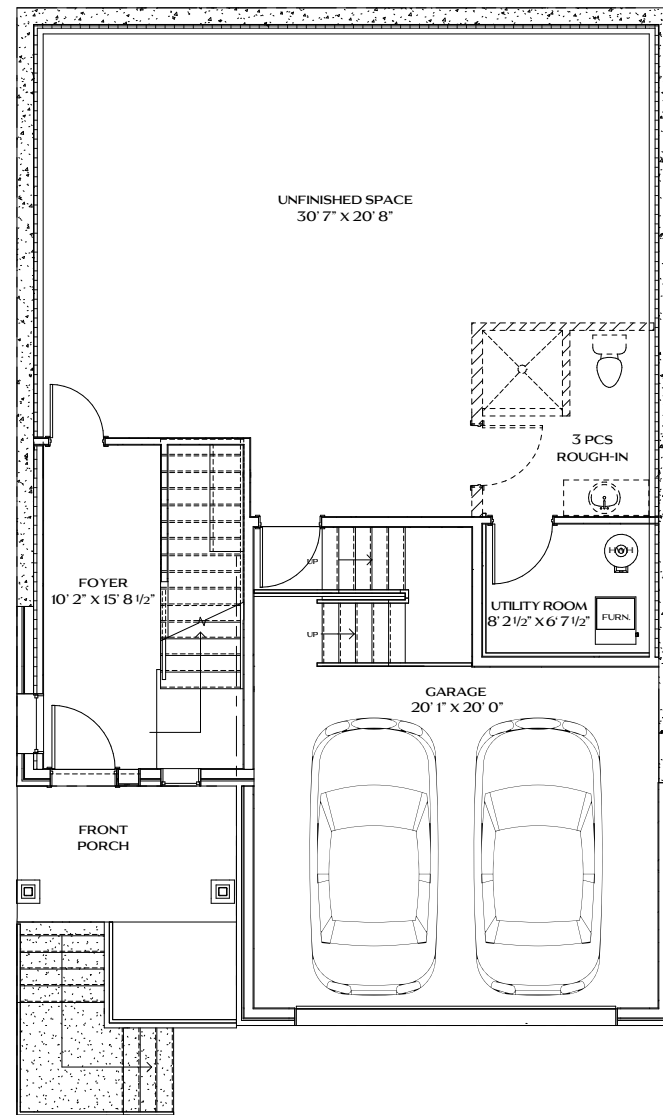 UNFINISHED SPACE
30' 7" X 20' 8"
3 PCS
ROUGH-IN
FOYER
10' 2" X 15' 8 1/2"
UP
UP
HWH
UTILITY ROOM
8' 2 1/2" X 6' 7 1/2"
FURN.
GARAGE
20' 1" X 20' 0"
FRONT
PORCH